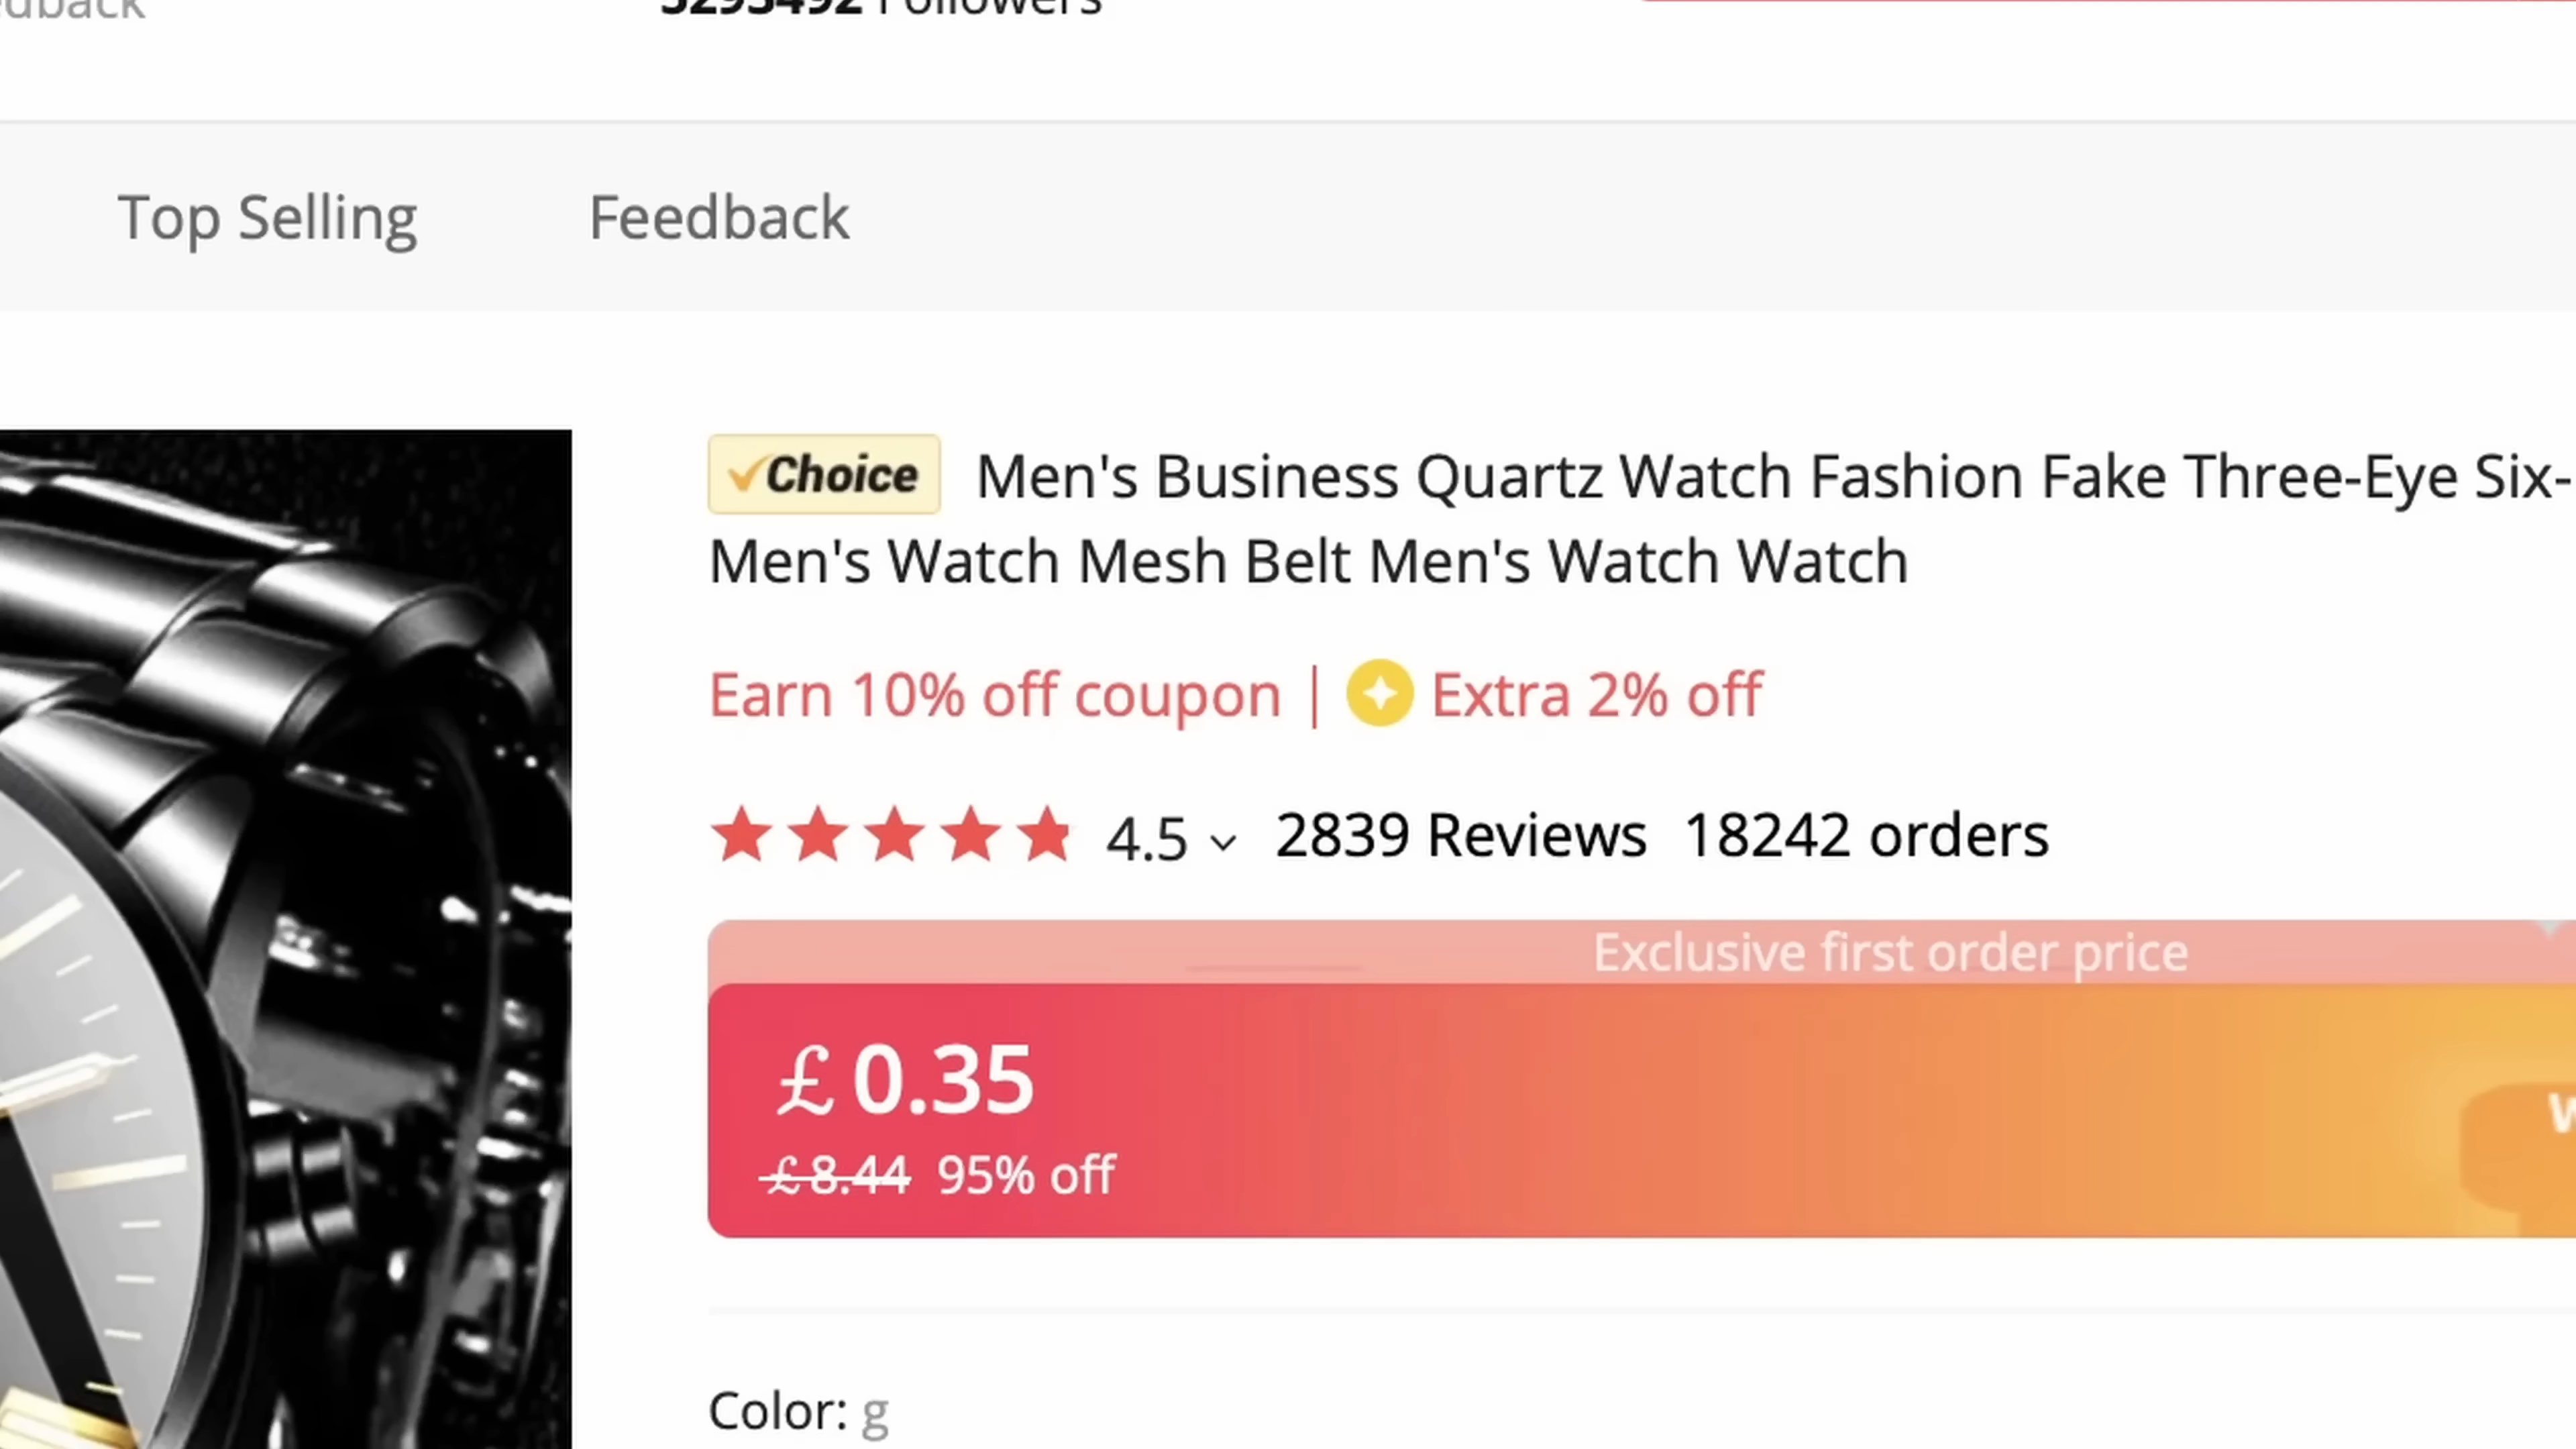 Followers
Top Selling
Feedback
Choice Men's Business Quartz Watch Fashion Fake Three-Eye Six-
Men's Watch Mesh Belt Men's Watch Watch
Earn 10% off coupon | Extra 2% off
4.5 2839 Reviews 18242 orders
Exclusive first order price
£0.35
£8.44 95% off
Color: g